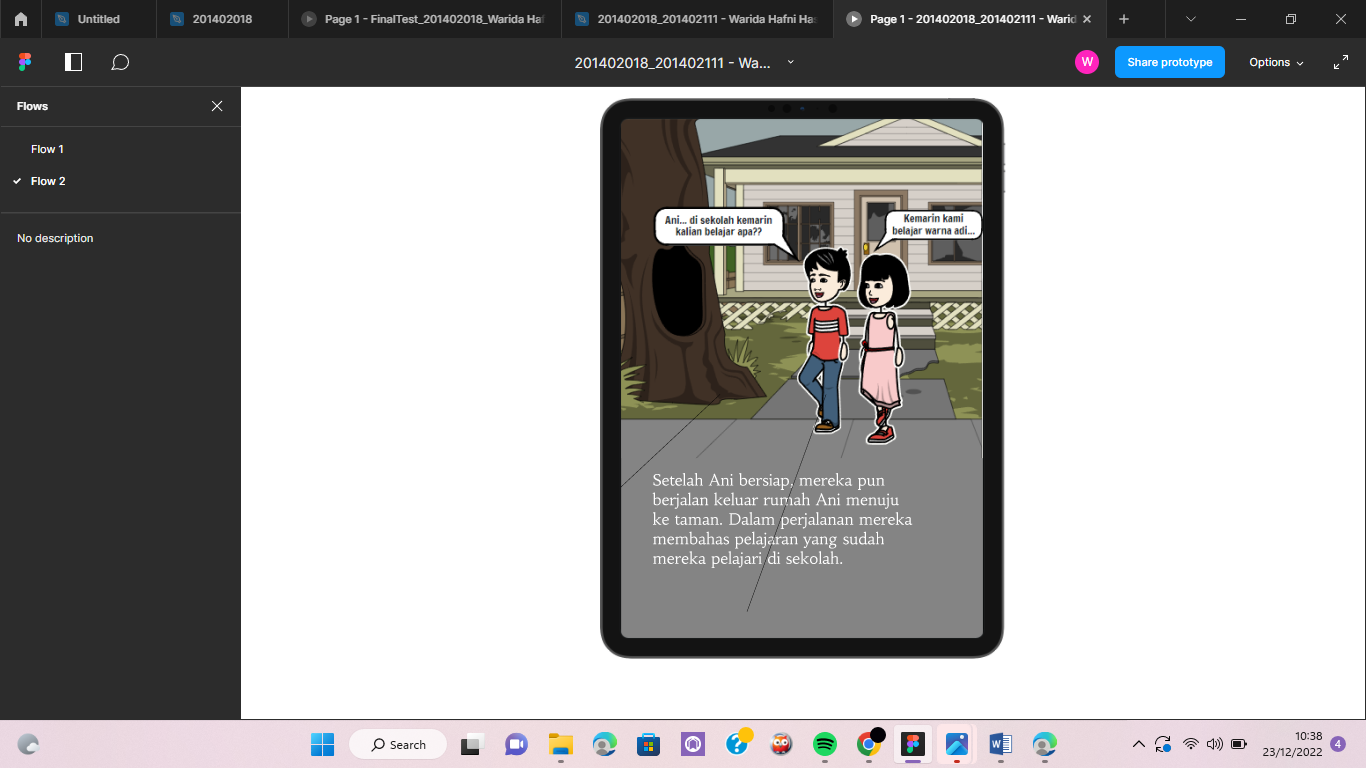 Untitled
201402018
Page 1 - FinalTest_201402018_Warida Haf
201402018_201402111 - Warida Hafni Has
Page 1 - 201402018_201402111 - Warid
201402018_201402111 - Wa...
W
Share prototype
Options
Flows
Flow 1
Flow 2
No description
Ani... di sekolah kemarin
kalian belajar apa??
Kemarin kami
belajar warna adi...
Setelah Ani bersiap, mereka pun
berjalan keluar rumah Ani menuju
ke taman. Dalam perjalanan mereka
membahas pelajaran yang sudah
mereka pelajari di sekolah.
Search
10:38
23/12/2022
4